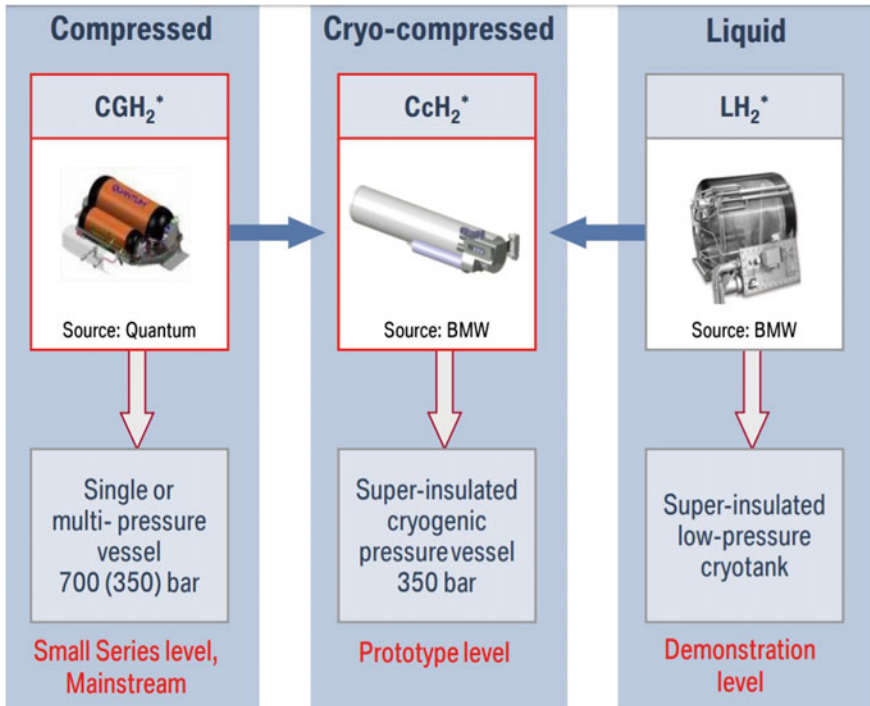 Compressed
CGH₂*
QUANTUM
Source: Quantum
Single or
multi- pressure
vessel
700 (350) bar
Small Series level,
Mainstream
Cryo-compressed
CcH₂*
Source: BMW
Super-insulated
cryogenic
pressure vessel
350 bar
Prototype level
Liquid
LH₂*
Source: BMW
Super-insulated
low-pressure
cryotank
Demonstration
level